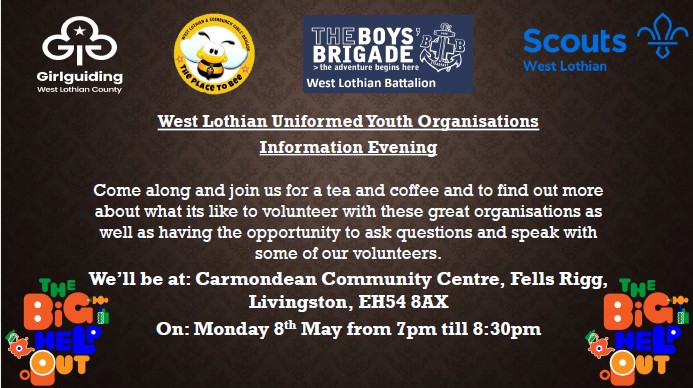 Girlguiding
West Lothian County
WEST LOTHIAN & EDINBURGH GIRLS' BRIGADE
THE PLACE TO BEE
THE BOYS'
BRIGADE
> the adventure begins here
West Lothian Battalion
Scouts
West Lothian
West Lothian Uniformed Youth Organisations
Information Evening
Come along and join us for a tea and coffee and to find out more
about what its like to volunteer with these great organisations as
well as having the opportunity to ask questions and speak with
some of our volunteers.
We'll be at: Carmondean Community Centre, Fells Rigg,
Livingston, EH54 8AX
On: Monday 8th May from 7pm till 8:30pm
THE
BIG
HELP
OUT
THE
BIG
HELP
OUT